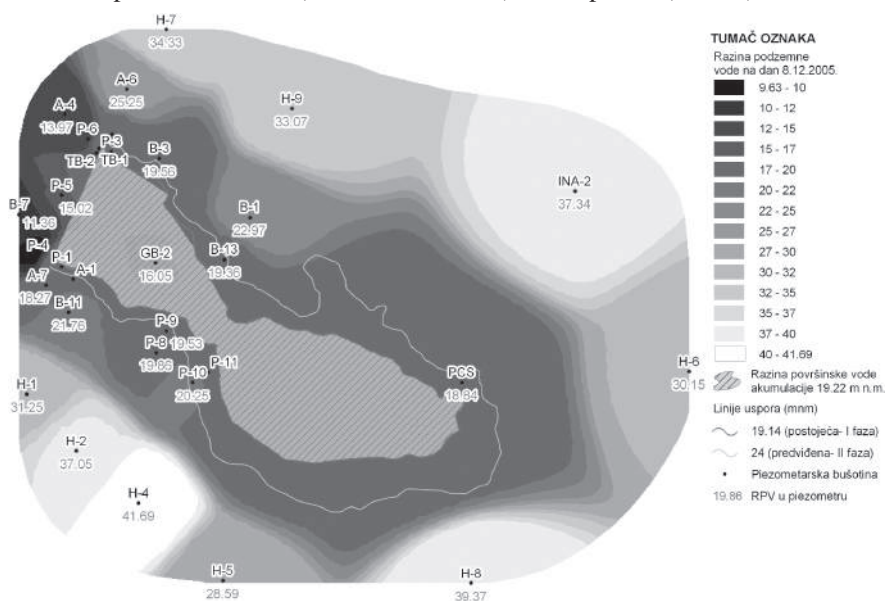 H-7
34.33
A-6
25.25
H-9
33.07
A-4
13.97
P-6
P-3
TB-2
TB-1
B-3
19.56
INA-2
37.34
P-5
15.02
B-7
11.36
B-1
22.97
P-4
P-1
GB-2
16.05
B-13
19.36
A-7
18.27
A-1
B-11
21.76
P-9
19.53
P-8
19.86
P-11
P-10
20.25
PCS
18.94
H-6
30.15
H-1
31.25
H-2
37.05
H-4
41.69
H-5
28.59
H-8
39.37
TUMAČ OZNAKA
Razina podzemne
vode na dan 8.12.2005.
9.63 - 10
10 - 12
12 - 15
15 - 17
17 - 20
20 - 22
22 - 25
25 - 27
27 - 30
30 - 32
32 - 35
35 - 37
37 - 40
40 - 41.69
Razina površinske vode
akumulacije 19.22 m n.m.
Linije uspora (mnm)
19.14 (postojeća- I faza)
24 (predviđena- II faza)
Piezometarska bušotina
19.86 RPV u piezometru